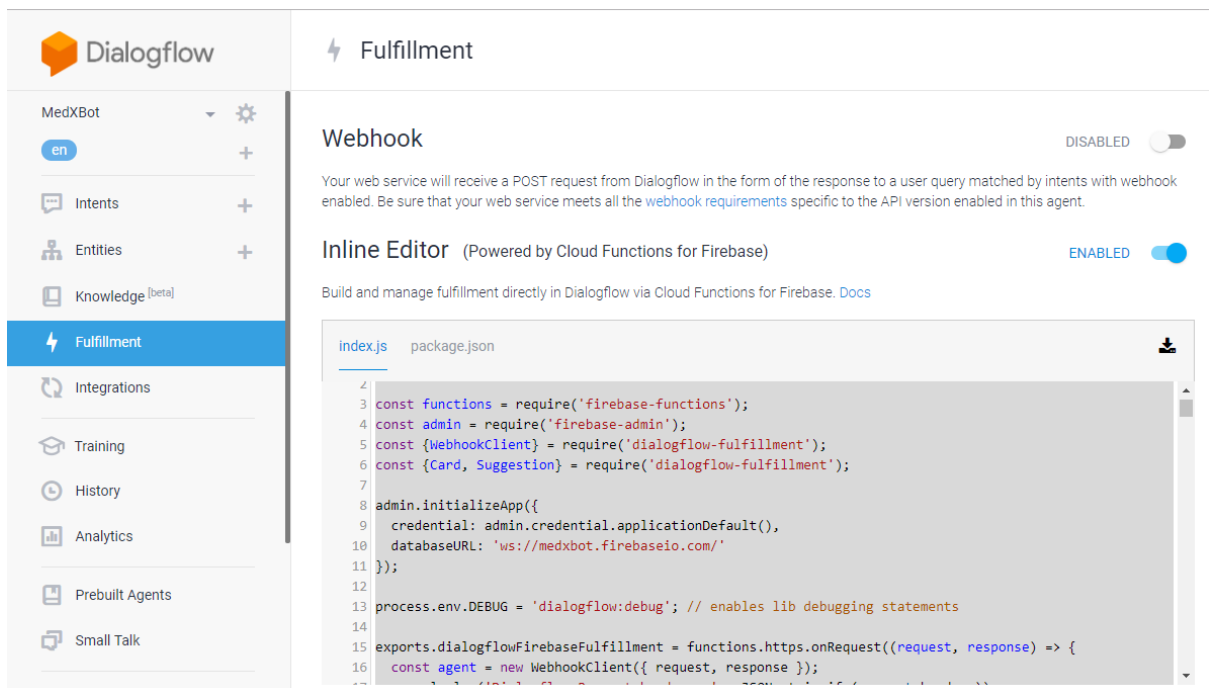 Dialogflow
MedXBot
en
Intents
Entities
Knowledge [beta]
Fulfillment
Integrations
Training
History
Analytics
Prebuilt Agents
Small Talk
Fulfillment
Webhook
DISABLED
Your web service will receive a POST request from Dialogflow in the form of the response to a user query matched by intents with webhook
enabled. Be sure that your web service meets all the webhook requirements specific to the API version enabled in this agent.
Inline Editor (Powered by Cloud Functions for Firebase)
ENABLED
Build and manage fulfillment directly in Dialogflow via Cloud Functions for Firebase. Docs
index.js package.json
2
3 const functions = require('firebase-functions');
4 const admin = require('firebase-admin');
5 const {WebhookClient} = require('dialogflow-fulfillment');
6 const {Card, Suggestion} = require('dialogflow-fulfillment');
7
8 admin.initializeApp({
9 credential: admin.credential.applicationDefault(),
10 databaseURL: 'ws://medxbot.firebaseio.com/'
11 });
12
13 process.env.DEBUG = 'dialogflow:debug'; // enables lib debugging statements
14
15 exports.dialogflowFirebaseFulfillment = functions.https.onRequest((request, response) => {
16 const agent = new WebhookClient({ request, response });